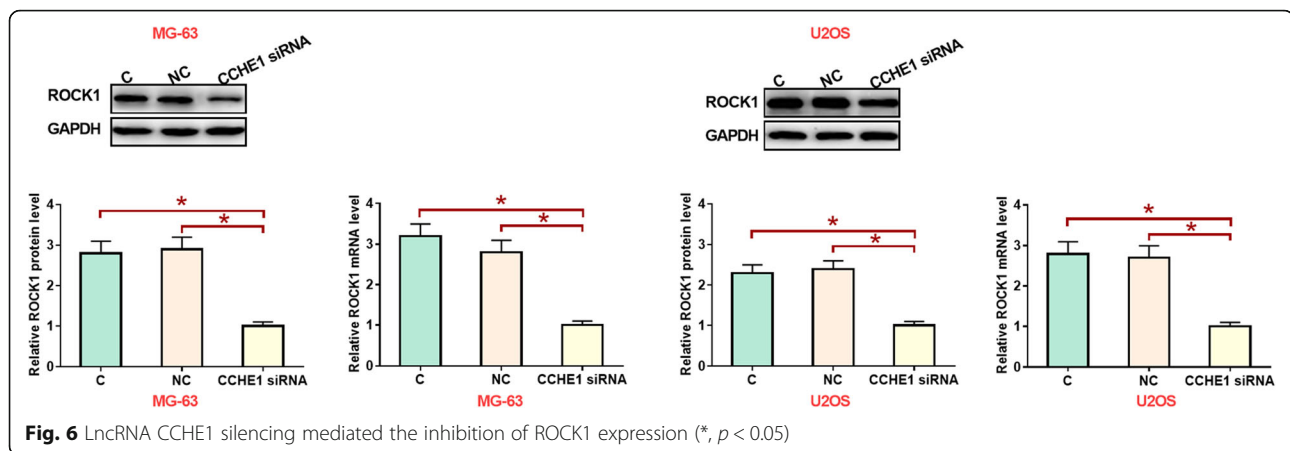 MG-63
C NC CCHE1 siRNA
ROCK1
GAPDH
U2OS
C NC CCHE1 siRNA
ROCK1
GAPDH
Relative ROCK1 protein level
4
3
2
1
0
*
*
C NC CCHE1 siRNA
MG-63
Relative ROCK1 mRNA level
4
3
2
1
0
*
*
C NC CCHE1 siRNA
MG-63
Relative ROCK1 protein level
4
3
2
1
0
*
*
C NC CCHE1 siRNA
U2OS
Relative ROCK1 mRNA level
4
3
2
1
0
*
*
C NC CCHE1 siRNA
U2OS
Fig. 6 LncRNA CCHE1 silencing mediated the inhibition of ROCK1 expression (*, p < 0.05)